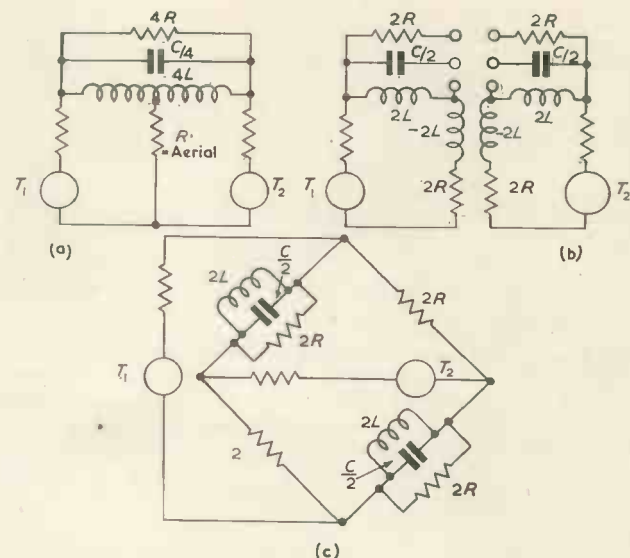 4R
C/4
4L
R·
=Aerial
T₁
T₂
(a)
2R
C/2
2L
-2L
2R
T₁
2R
C/2
2L
-2L
2R
T₂
(b)
2L
C/2
2R
2R
T₁
T₂
2
2L
C/2
2R
(c)